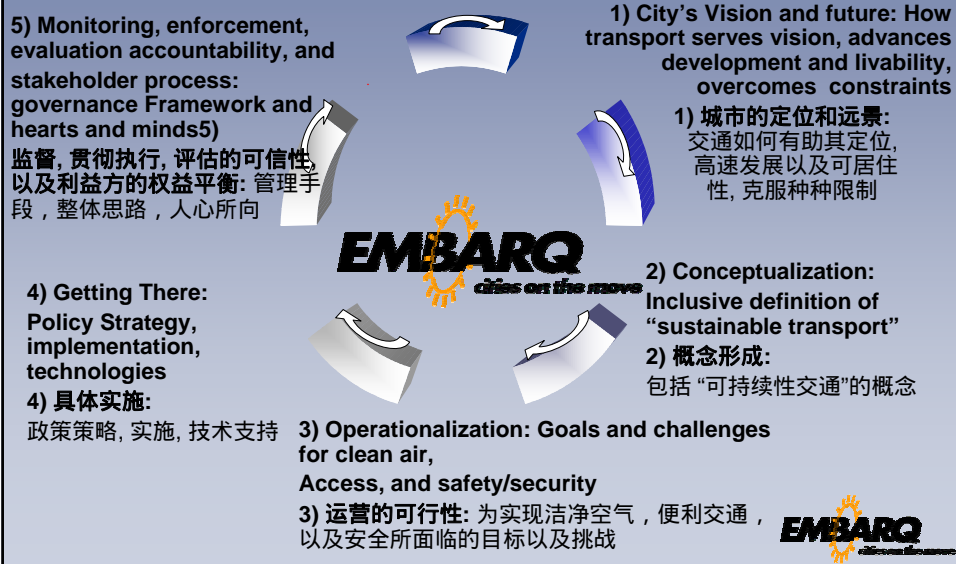 1) City’s Vision and future: How
transport serves vision, advances
development and livability,
overcomes constraints
1) 城市的定位和远景:
交通如何有助其定位,
高速发展以及可居住
性, 克服种种限制
2) Conceptualization:
Inclusive definition of
“sustainable transport”
2) 概念形成:
包括 “可持续性交通”的概念
3) Operationalization: Goals and challenges
for clean air,
Access, and safety/security
3) 运营的可行性: 为实现洁净空气，便利交通，
以及安全所面临的目标以及挑战
4) Getting There:
Policy Strategy,
implementation,
technologies
4) 具体实施:
政策策略, 实施, 技术支持
5) Monitoring, enforcement,
evaluation accountability, and
stakeholder process:
governance Framework and
hearts and minds5)
监督, 贯彻执行, 评估的可信性,
以及利益方的权益平衡: 管理手
段，整体思路，人心所向
EMBARQ
cities on the move
EMBARQ
cities on the move